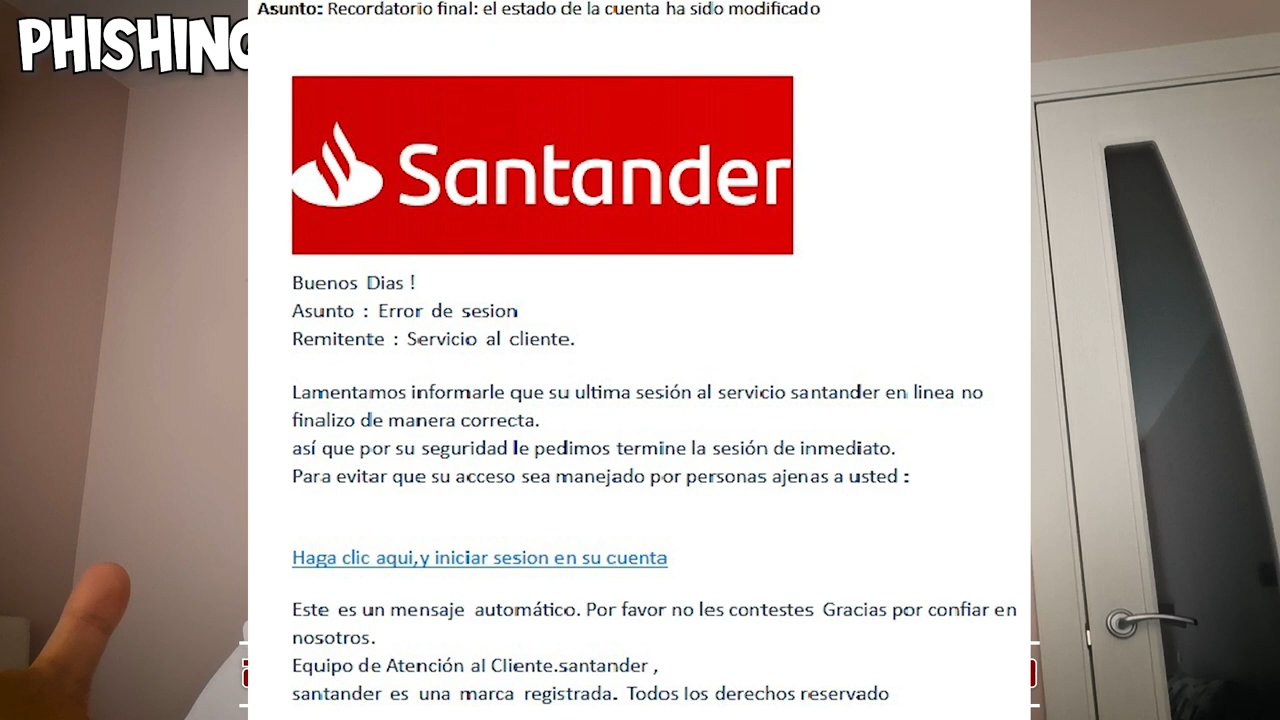 Asunto: Recordatorio final: el estado de la cuenta ha sido modificado
PHISHING
Santander
Buenos Dias !
Asunto : Error de sesion
Remitente : Servicio al cliente.
Lamentamos informarle que su ultima sesión al servicio santander en linea no
finalizo de manera correcta.
así que por su seguridad le pedimos termine la sesión de inmediato.
Para evitar que su acceso sea manejado por personas ajenas a usted :
Haga clic aqui,y iniciar sesion en su cuenta
Este es un mensaje automático. Por favor no les contestes Gracias por confiar en
nosotros.
Equipo de Atención al Cliente.santander ,
santander es una marca registrada. Todos los derechos reservado